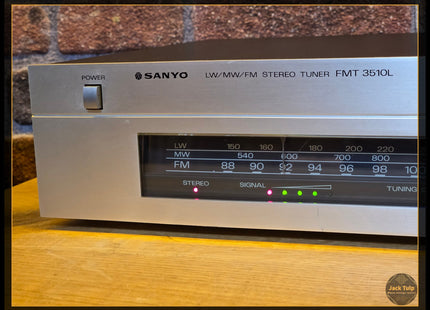 POWER
SANYO LW/MW/FM STEREO TUNER FMT 3510L
LW 150 160 180 200 220
MW 540 600 700 800
FM 88 90 92 94 96 98 10
STEREO SIGNAL TUNING
Jack Tulp